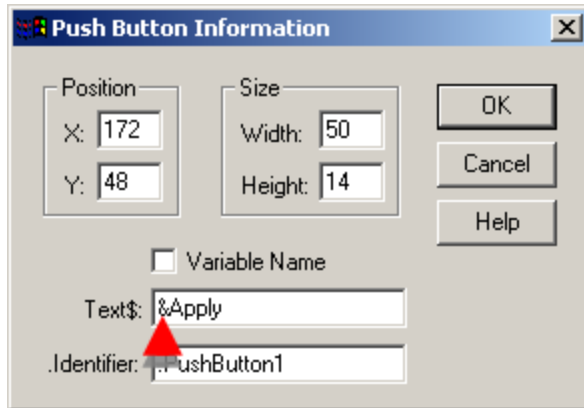 Push Button Information
Position
X: 172
Y: 48
Size
Width: 50
Height: 14
OK
Cancel
Help
Variable Name
Text$: &Apply
.Identifier: .PushButton1